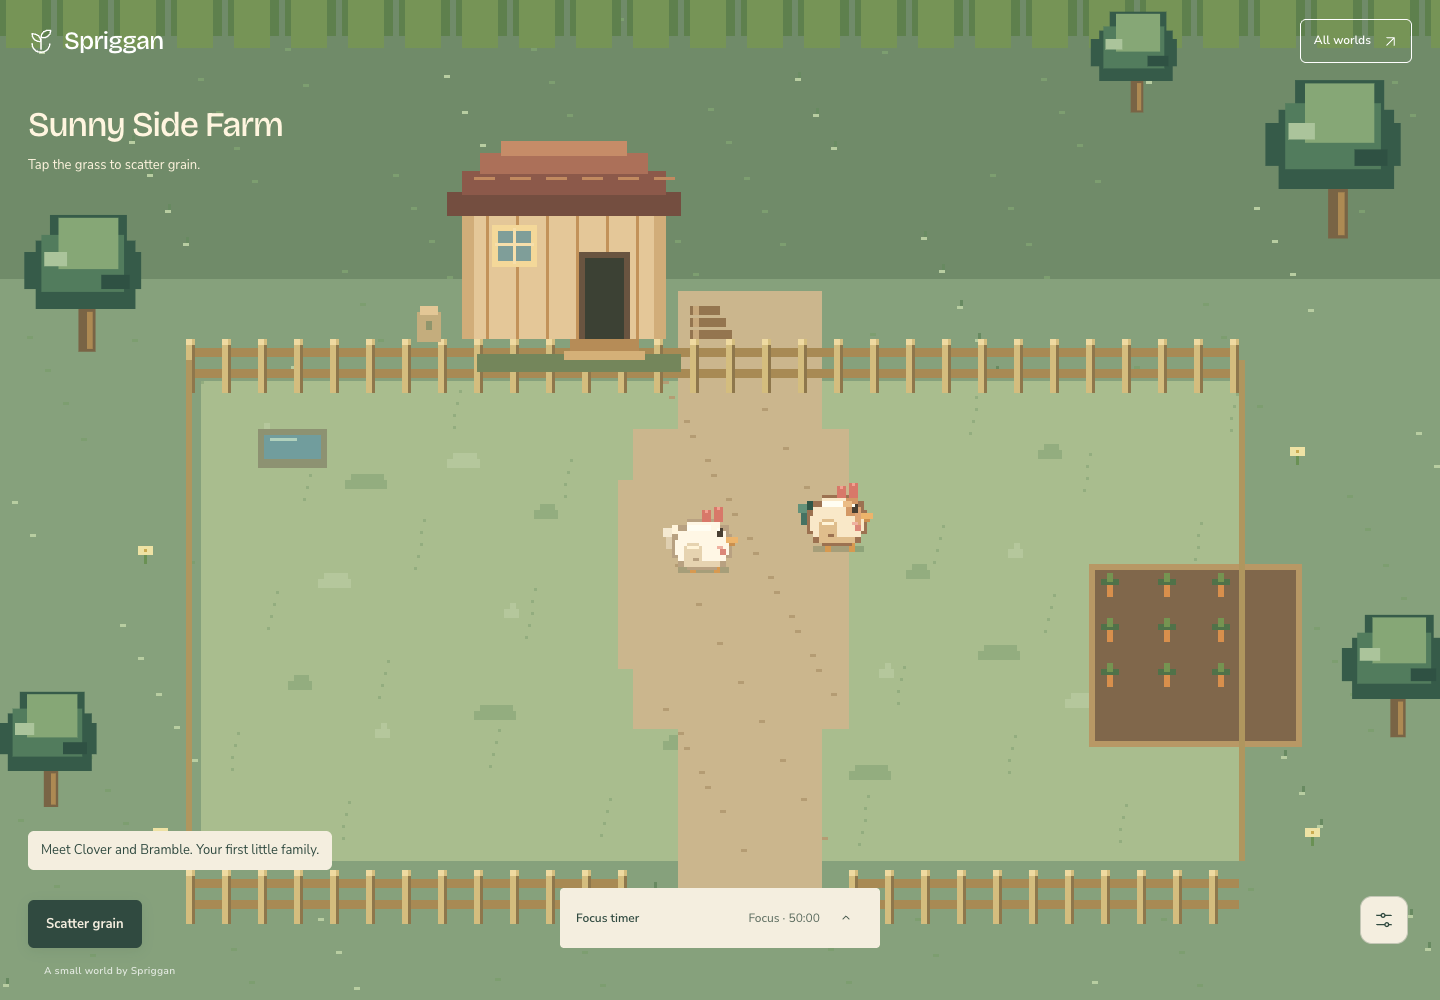 Spriggan
All worlds
Sunny Side Farm
Tap the grass to scatter grain.
Meet Clover and Bramble. Your first little family.
Scatter grain
Focus timer
Focus · 50:00
A small world by Spriggan